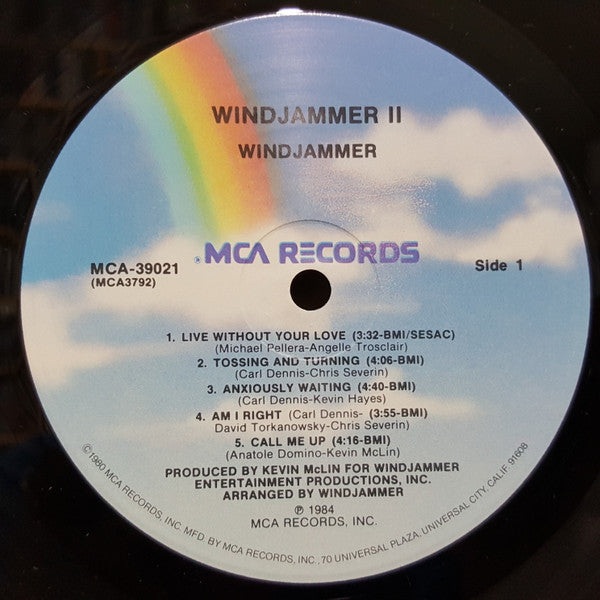 WINDJAMMER II
WINDJAMMER
MCA RECORDS
MCA-39021
(MCA3792)
Side 1
1. LIVE WITHOUT YOUR LOVE (3:32-BMI/SESAC)
(Michael Pellera-Angelle Trosclair)
2. TOSSING AND TURNING (4:06-BMI)
(Carl Dennis-Chris Severin)
3. ANXIOUSLY WAITING (4:40-BMI)
(Carl Dennis-Kevin Hayes)
4. AM I RIGHT (Carl Dennis- (3:55-BMI)
David Torkanowsky-Chris Severin)
5. CALL ME UP (4:16-BMI)
(Anatole Domino-Kevin McLin)
PRODUCED BY KEVIN McLIN FOR WINDJAMMER
ENTERTAINMENT PRODUCTIONS, INC.
ARRANGED BY WINDJAMMER
℗ 1984
MCA RECORDS, INC.
©1980 MCA RECORDS, INC. MFD. BY MCA RECORDS, INC., 70 UNIVERSAL PLAZA, UNIVERSAL CITY, CALIF. 91608